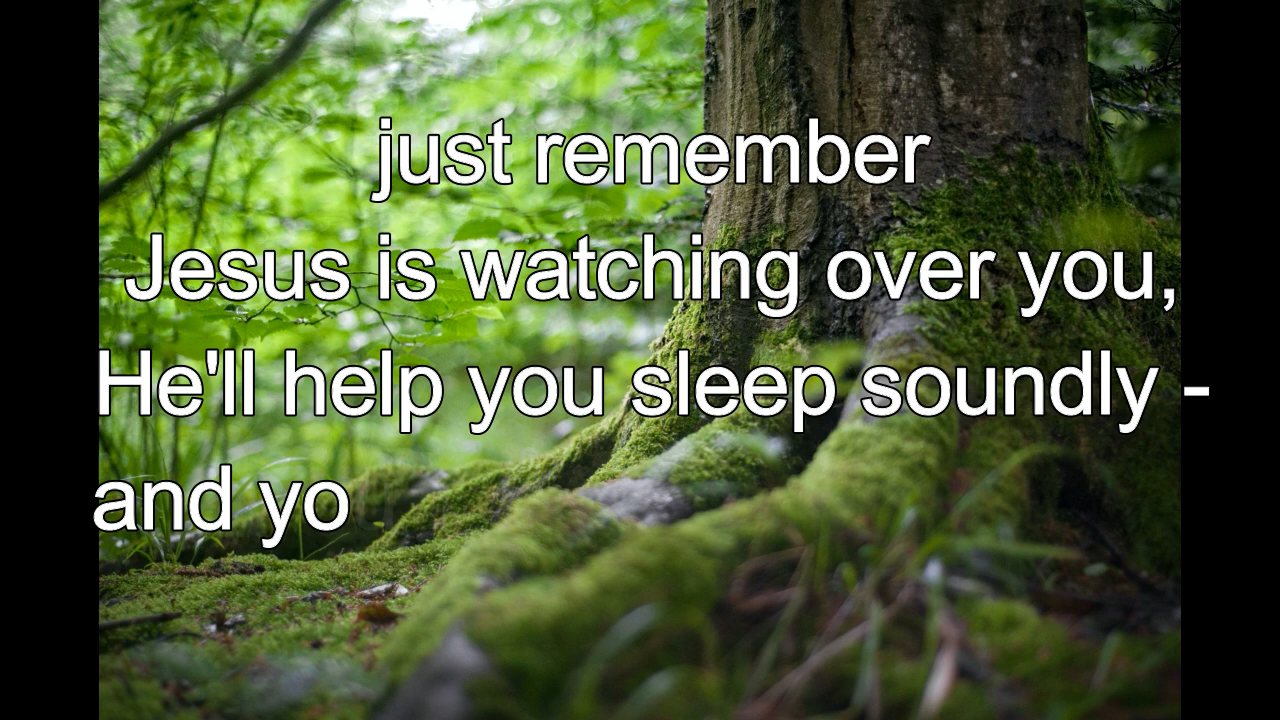 just remember
Jesus is watching over you,
He'll help you sleep soundly -
and yo